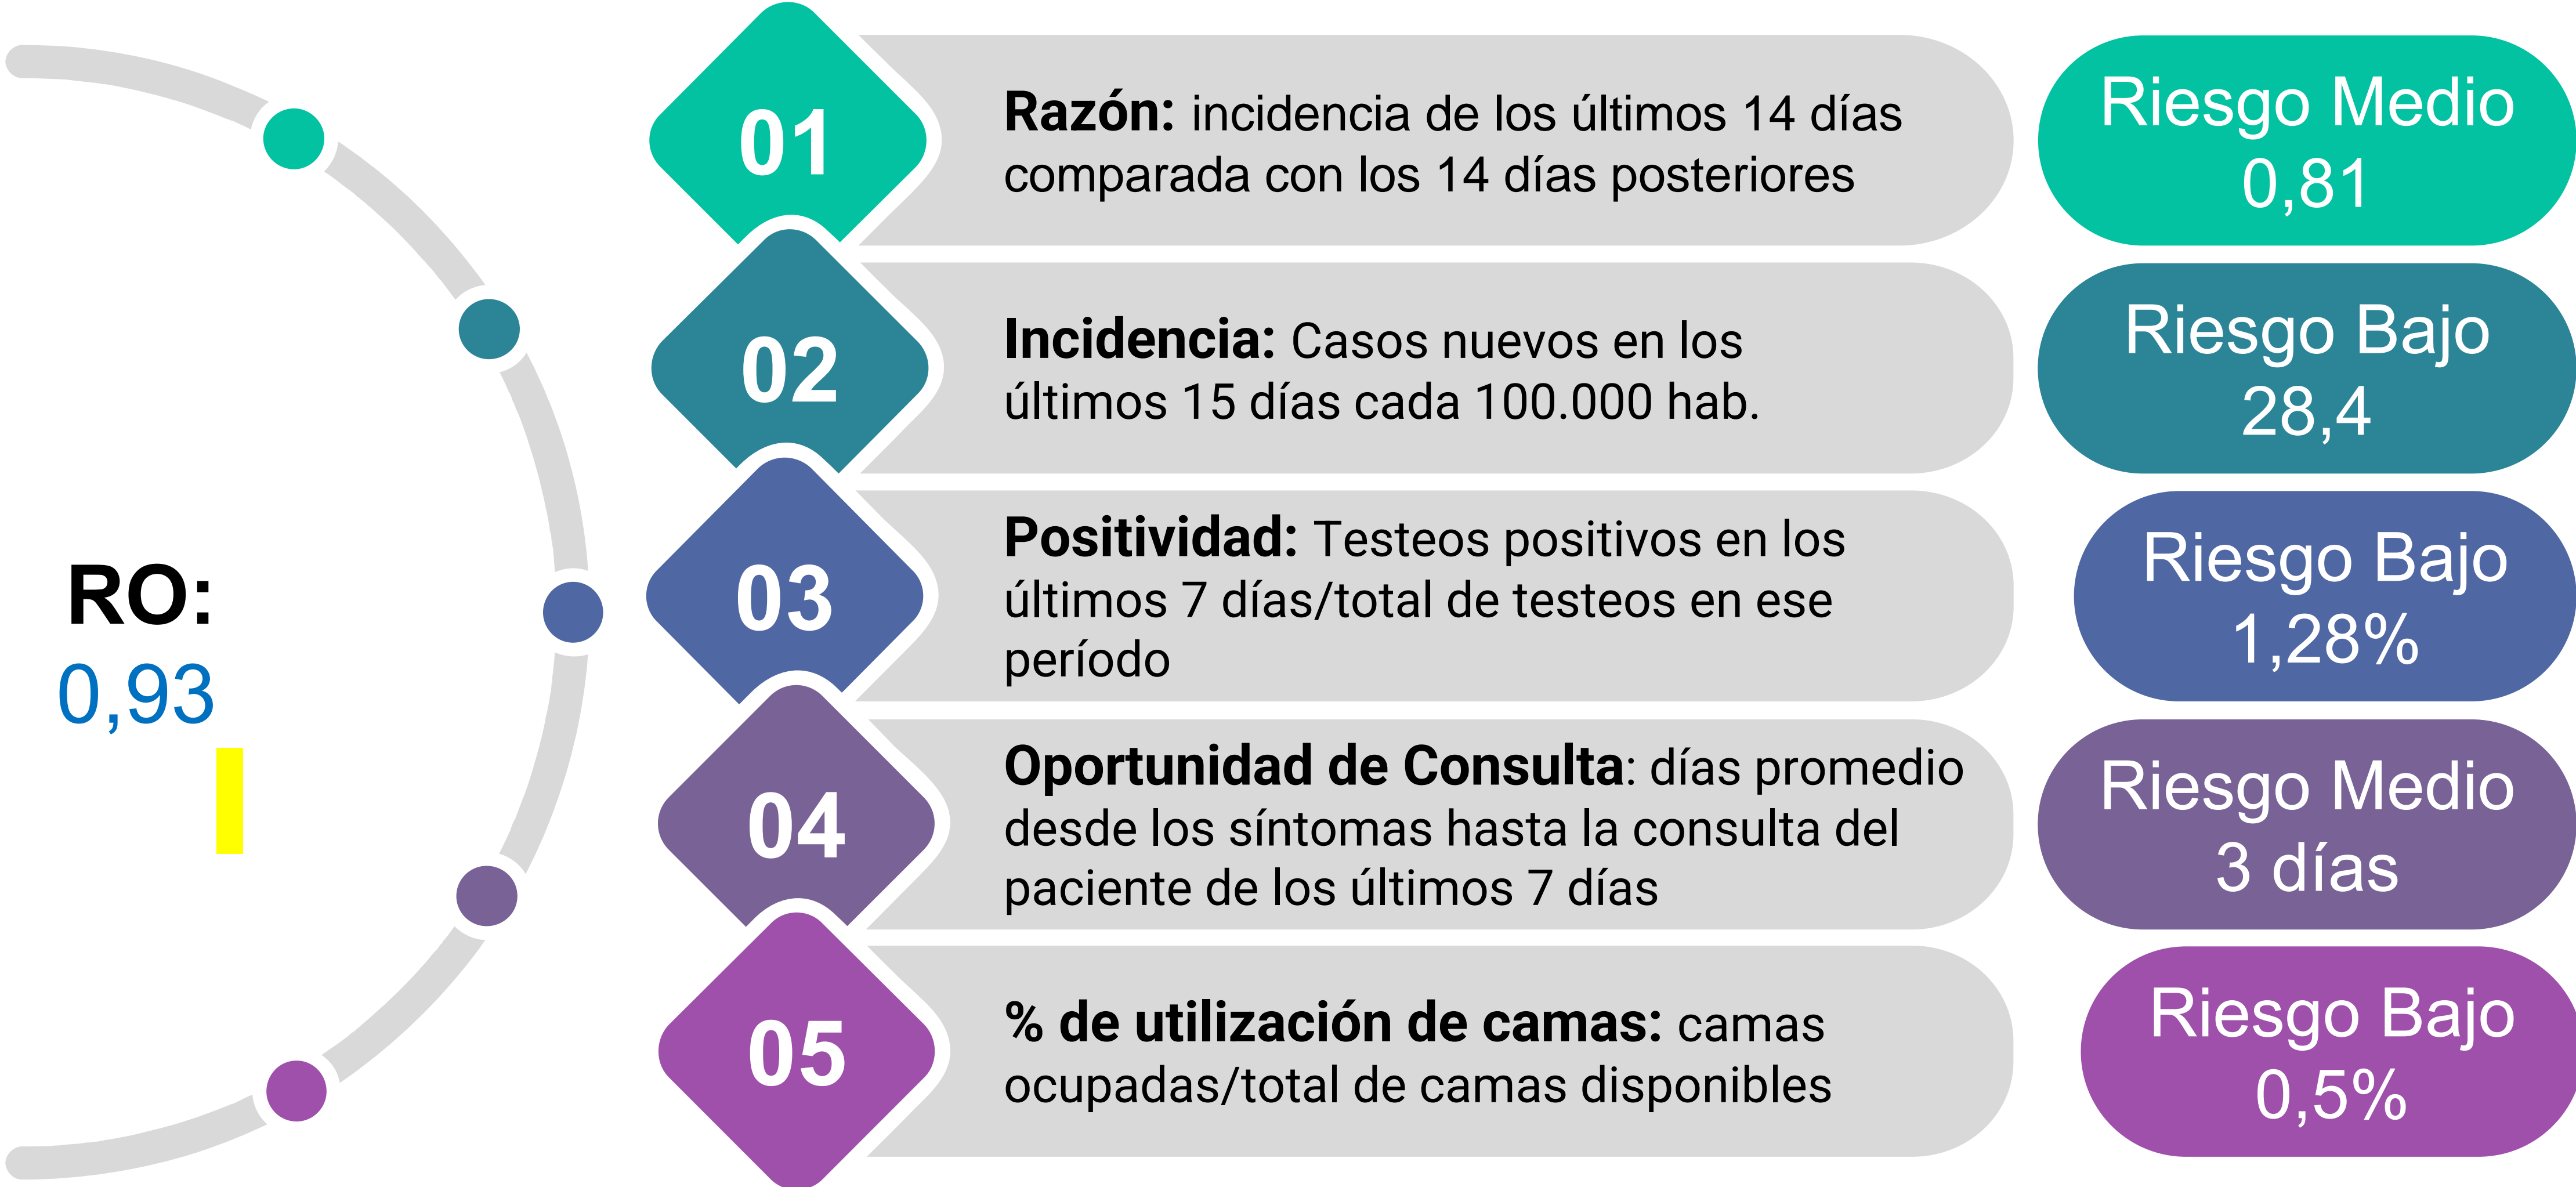 RO:
0,93
01
Razón: incidencia de los últimos 14 días
comparada con los 14 días posteriores
Riesgo Medio
0,81
02
Incidencia: Casos nuevos en los
últimos 15 días cada 100.000 hab.
Riesgo Bajo
28,4
03
Positividad: Testeos positivos en los
últimos 7 días/total de testeos en ese
período
Riesgo Bajo
1,28%
04
Oportunidad de Consulta: días promedio
desde los síntomas hasta la consulta del
paciente de los últimos 7 días
Riesgo Medio
3 días
05
% de utilización de camas: camas
ocupadas/total de camas disponibles
Riesgo Bajo
0,5%